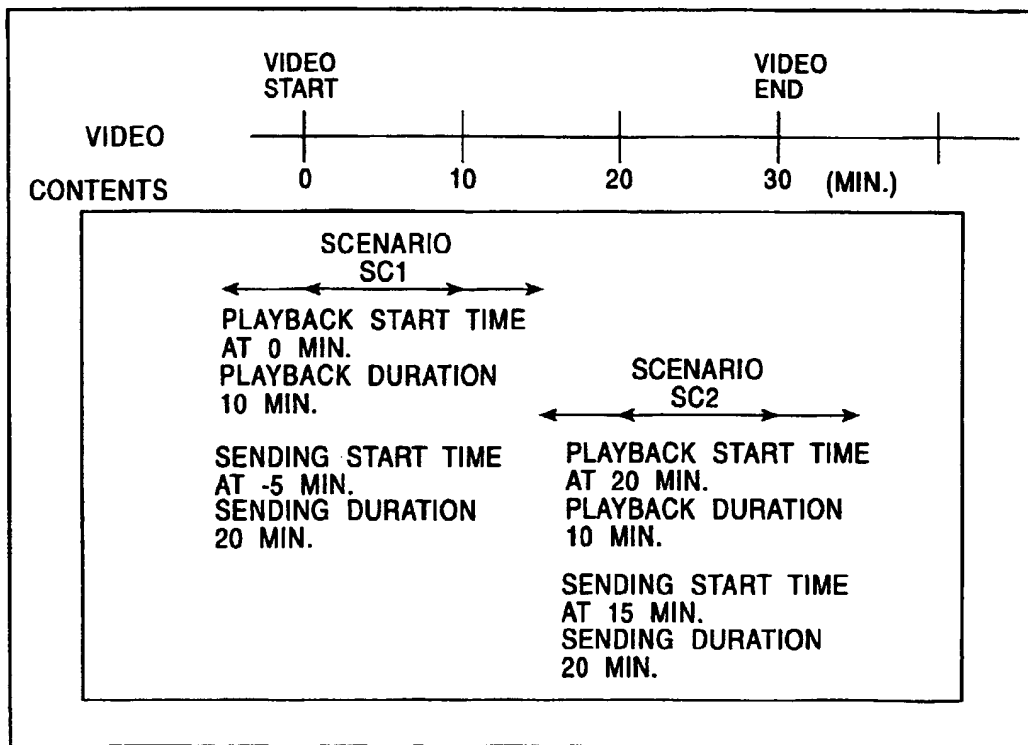 VIDEO START
VIDEO END
VIDEO
0 10 20 30 (MIN.)
CONTENTS
SCENARIO
SC1
PLAYBACK START TIME
AT 0 MIN.
PLAYBACK DURATION
10 MIN.
SENDING START TIME
AT -5 MIN.
SENDING DURATION
20 MIN.
SCENARIO
SC2
PLAYBACK START TIME
AT 20 MIN.
PLAYBACK DURATION
10 MIN.
SENDING START TIME
AT 15 MIN.
SENDING DURATION
20 MIN.